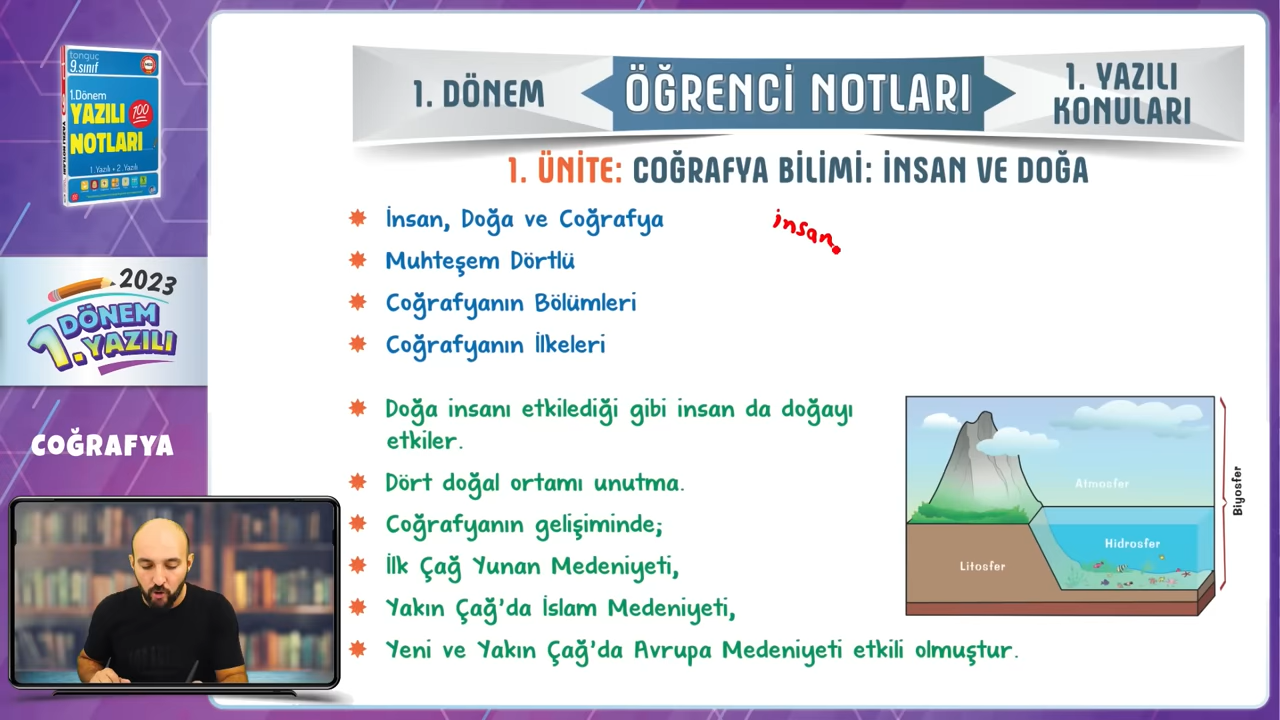 tonguç
9.sınıf
1.Dönem
YAZILI
100
NOTLARI
1.Yazılı • 2.Yazılı
YAZILI NOTLARI
2023
1. DÖNEM
YAZILI
COĞRAFYA
1. DÖNEM
ÖĞRENCİ NOTLARI
1. YAZILI
KONULARI
1. ÜNİTE: COĞRAFYA BİLİMİ: İNSAN VE DOĞA
İnsan, Doğa ve Coğrafya
insan
Muhteşem Dörtlü
Coğrafyanın Bölümleri
Coğrafyanın İlkeleri
Doğa insanı etkilediği gibi insan da doğayı
etkiler.
Dört doğal ortamı unutma.
Coğrafyanın gelişiminde;
İlk Çağ Yunan Medeniyeti,
Yakın Çağ'da İslam Medeniyeti,
Yeni ve Yakın Çağ'da Avrupa Medeniyeti etkili olmuştur.
Atmosfer
Hidrosfer
Litosfer
Biyosfer